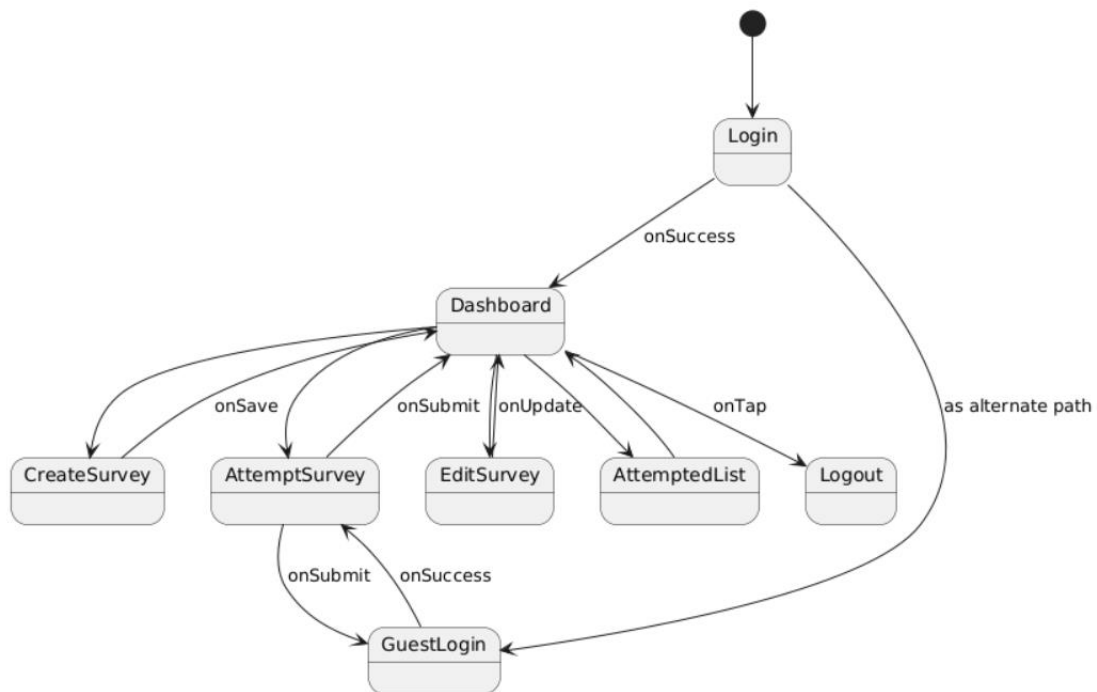 Login
onSuccess
Dashboard
as alternate path
onSave
onSubmit
onUpdate
onTap
CreateSurvey
AttemptSurvey
EditSurvey
AttemptedList
Logout
onSubmit
onSuccess
GuestLogin